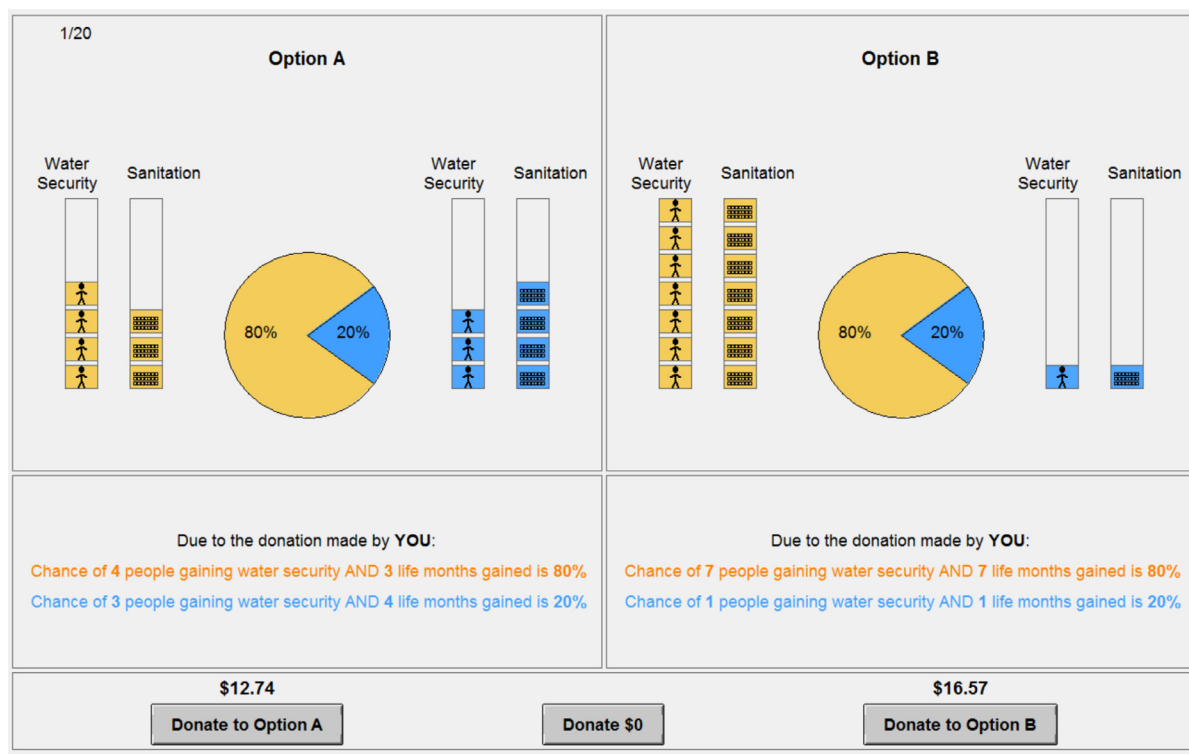 1/20
Option A
Water
Security
Sanitation
80%
20%
Water
Security
Sanitation
Due to the donation made by YOU:
Chance of 4 people gaining water security AND 3 life months gained is 80%
Chance of 3 people gaining water security AND 4 life months gained is 20%
Option B
Water
Security
Sanitation
80%
20%
Water
Security
Sanitation
Due to the donation made by YOU:
Chance of 7 people gaining water security AND 7 life months gained is 80%
Chance of 1 people gaining water security AND 1 life months gained is 20%
$12.74
Donate to Option A
Donate $0
$16.57
Donate to Option B